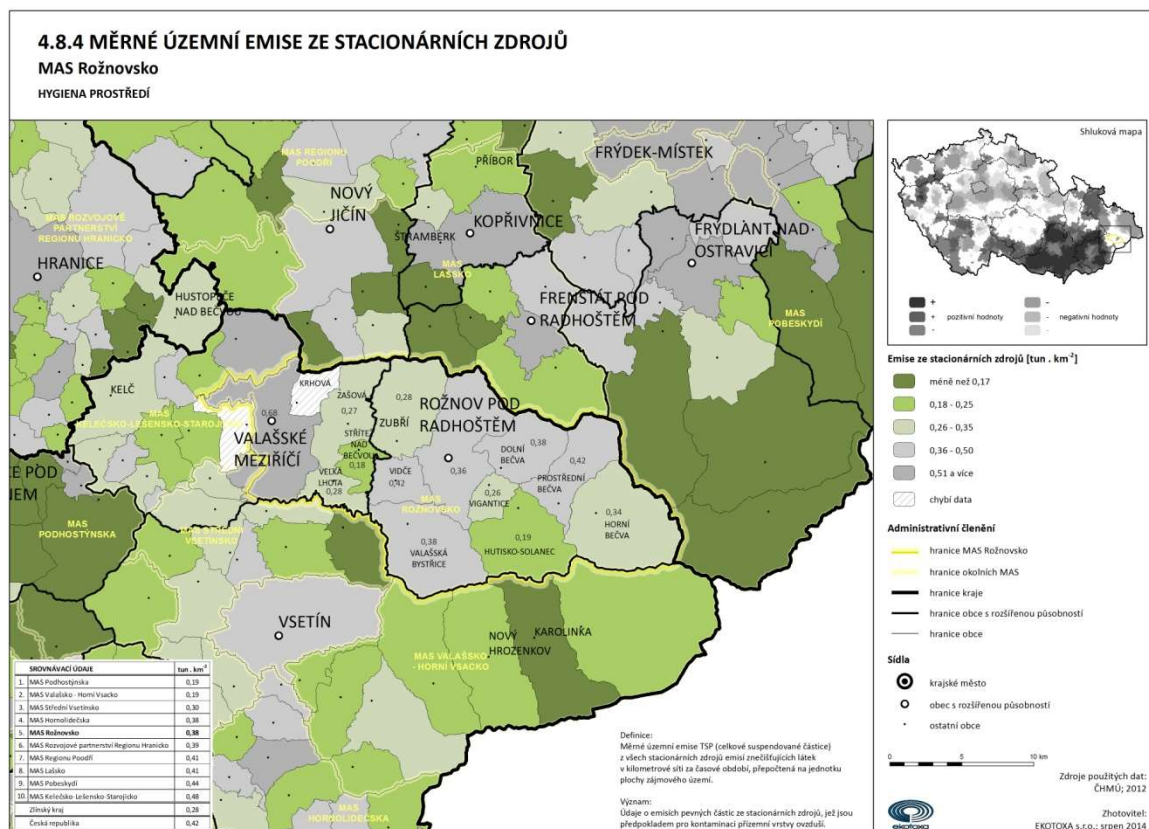 4.8.4 MĚRNÉ ÚZEMNÍ EMISE ZE STACIONÁRNÍCH ZDROJŮ
MAS Rožnovsko
HYGIENA PROSTŘEDÍ
MAS REGIONU
POODŘÍ
PŘÍBOR
FRÝDEK-MÍSTEK
NOVÝ
JIČÍN
KOPŘIVNICE
ŠTRAMBERK
MAS
LAŠSKO
FRÝDLANT NAD
OSTRAVICÍ
MAS ROZVOJOVÉ
PARTNERSTVÍ
REGIONU HRANICKO
HRANICE
HUSTOPEČE
NAD BEČVOU
FRENŠTÁT POD
RADHOŠTĚM
MAS
POBESKYDÍ
KELČ
MAS
KELEČSKO-LEŠENSKO-STAROJICKO
KRHOVÁ
0,68
VALAŠSKÉ
MEZIŘÍČÍ
ZAŠOVÁ
0,27
STŘÍTEŽ
NAD
BEČVOU
0,18
VELKÁ
LHOTA
0,28
0,28
ZUBŘÍ
ROŽNOV POD
RADHOŠTĚM
0,36
VIDČE
0,42
MAS
ROŽNOVSKO
DOLNÍ
BEČVA
0,38
0,42
PROSTŘEDNÍ
BEČVA
0,26
VIGANTICE
0,34
HORNÍ
BEČVA
0,38
VALAŠSKÁ
BYSTŘICE
0,19
HUTISKO-SOLANEC
CE POD
NEM
MAS
PODHOSTÝNSKA
MAS STŘEDNÍ
VSETÍNSKO
VSETÍN
MAS VALAŠSKO
- HORNÍ VSACKO
NOVÝ
HROZENKOV
KAROLINKA
MAS
HORNOLIDEČSKA
SROVNÁVACÍ ÚDAJE tun . km⁻²
1. MAS Podhostýnska 0,19
2. MAS Valašsko - Horní Vsacko 0,19
3. MAS Střední Vsetínsko 0,30
4. MAS Hornolidečska 0,38
5. MAS Rožnovsko 0,38
6. MAS Rozvojové partnerství Regionu Hranicko 0,39
7. MAS Regionu Poodří 0,41
8. MAS Lašsko 0,41
9. MAS Pobeskydí 0,44
10. MAS Kelečsko-Lešensko-Starojicko 0,48
Zlínský kraj 0,28
Česká republika 0,42
Definice:
Měrné územní emise TSP (celkové suspendované částice)
z všech stacionárních zdrojů emisí znečišťujících látek
v kilometrové síti za časové období, přepočtená na jednotku
plochy zájmového území.
Význam:
Údaje o emisích pevných částic ze stacionárních zdrojů, jež jsou
předpokladem pro kontaminaci přízemní vrstvy ovzduší.
Shluková mapa
+ -
+ pozitivní hodnoty - negativní hodnoty
- -
Emise ze stacionárních zdrojů [tun . km⁻²]
méně než 0,17
0,18 - 0,25
0,26 - 0,35
0,36 - 0,50
0,51 a více
chybí data
Administrativní členění
hranice MAS Rožnovsko
hranice okolních MAS
hranice kraje
hranice obce s rozšířenou působností
hranice obce
Sídla
krajské město
obec s rozšířenou působností
ostatní obce
0 5 10 km
Zdroje použitých dat:
ČHMÚ; 2012
Zhotovitel:
EKOTOXA s.r.o.; srpen 2014
ekotoxa